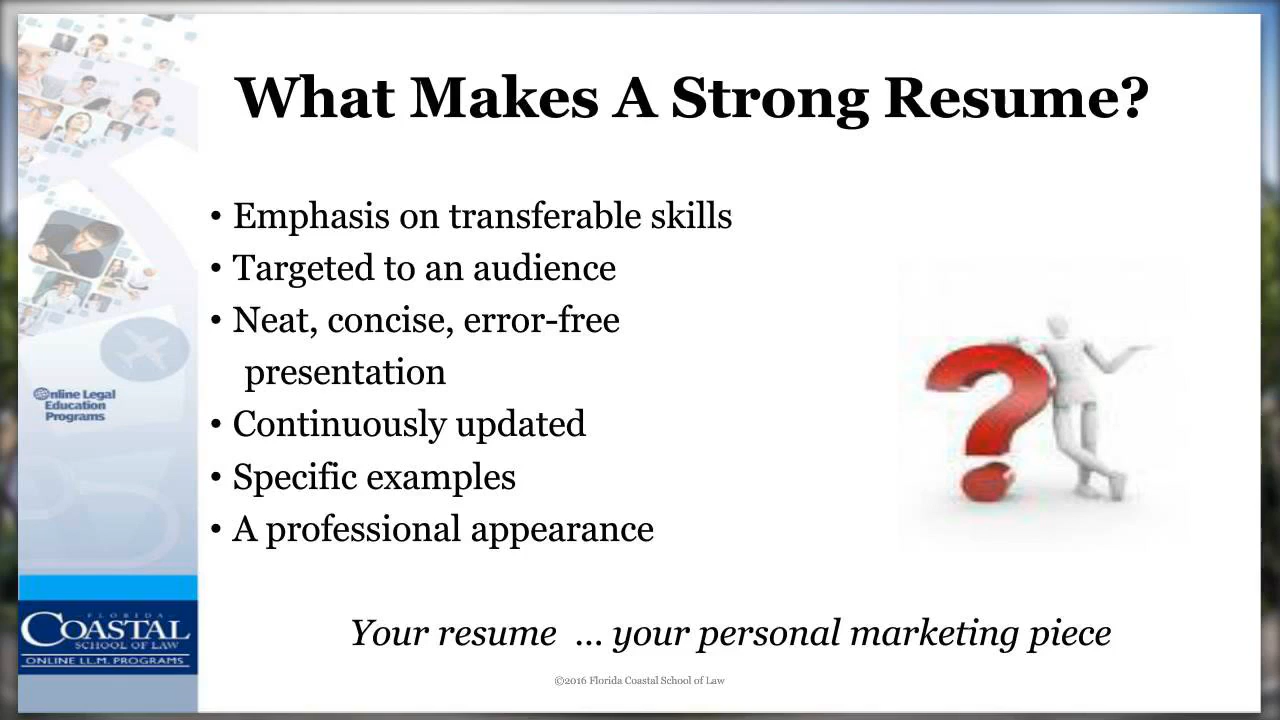 What Makes A Strong Resume?
• Emphasis on transferable skills
• Targeted to an audience
• Neat, concise, error-free
presentation
• Continuously updated
• Specific examples
• A professional appearance
Online Legal
Education
Programs
FLORIDA
COASTAL
SCHOOL OF LAW
ONLINE LL.M. PROGRAMS
Your resume ... your personal marketing piece
©2016 Florida Coastal School of Law